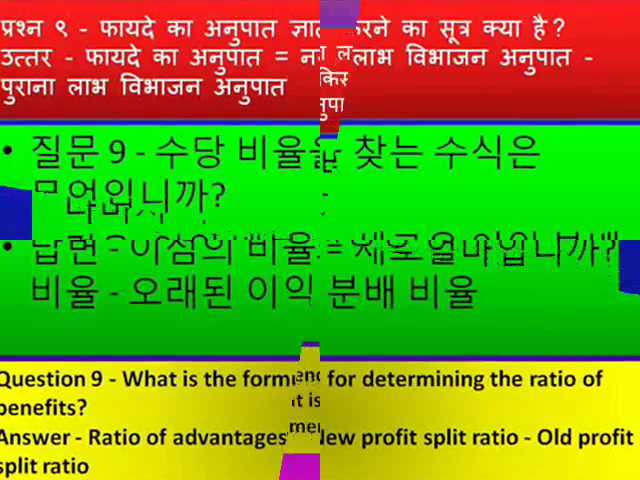 प्रश्न ९ - फायदे का अनुपात ज्ञात करने का सूत्र क्या है?
उत्तर - फायदे का अनुपात = लाभ विभाजन अनुपात -
पुराना लाभ विभाजन अनुपात
• 질문 9 - 수당 비율을 찾는 수식은
무엇입니까?
• 비율 =
비율 - 오래된 이익 분배 비율
Question 9 - What is the for determining the ratio of
benefits?
Answer - Ratio of advantages New profit split ratio - Old profit
split ratio